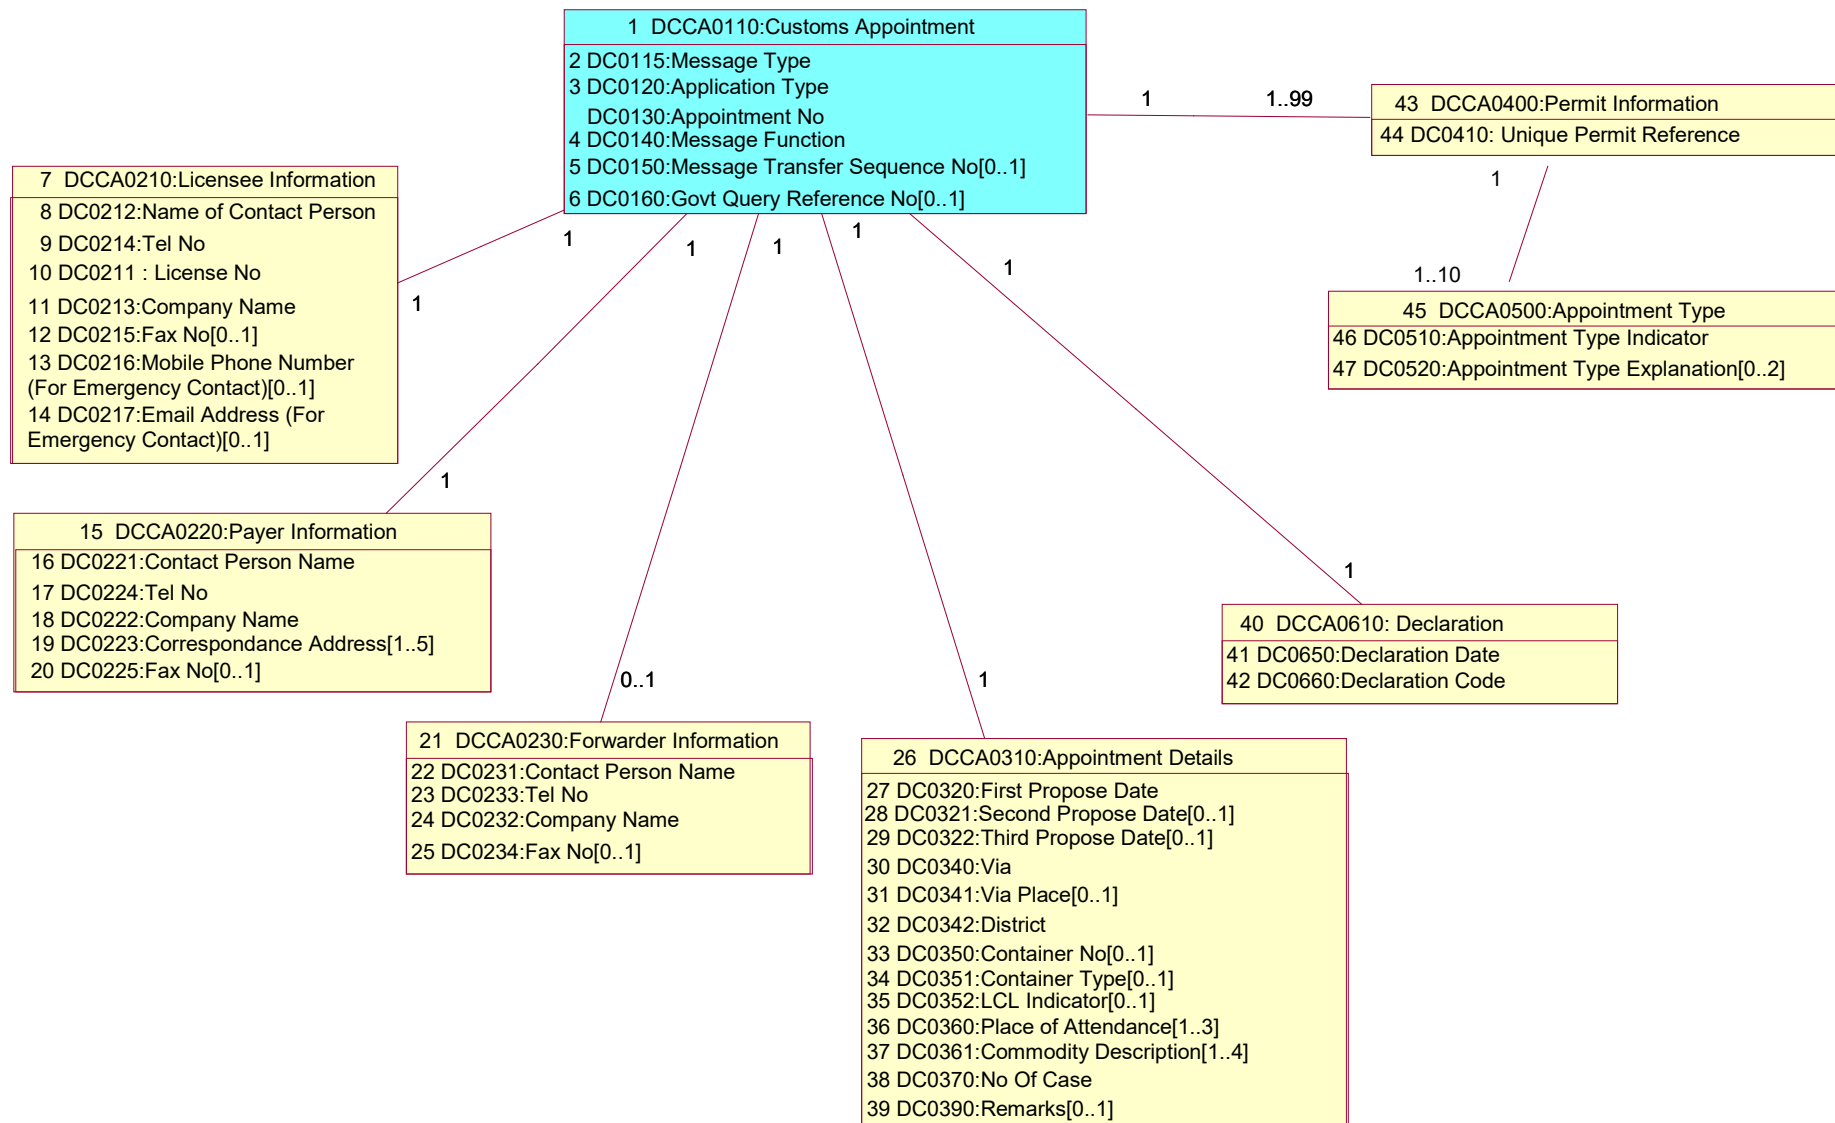 1 DCCA0110:Customs Appointment
2 DC0115:Message Type
3 DC0120:Application Type
DC0130:Appointment No
4 DC0140:Message Function
5 DC0150:Message Transfer Sequence No[0..1]
6 DC0160:Govt Query Reference No[0..1]
1
1..99
43 DCCA0400:Permit Information
44 DC0410: Unique Permit Reference
1
1..10
45 DCCA0500:Appointment Type
46 DC0510:Appointment Type Indicator
47 DC0520:Appointment Type Explanation[0..2]
7 DCCA0210:Licensee Information
8 DC0212:Name of Contact Person
9 DC0214:Tel No
10 DC0211 : License No
11 DC0213:Company Name
12 DC0215:Fax No[0..1]
13 DC0216:Mobile Phone Number
(For Emergency Contact)[0..1]
14 DC0217:Email Address (For
Emergency Contact)[0..1]
1
1
1
1
1
1
1
15 DCCA0220:Payer Information
16 DC0221:Contact Person Name
17 DC0224:Tel No
18 DC0222:Company Name
19 DC0223:Correspondance Address[1..5]
20 DC0225:Fax No[0..1]
0..1
21 DCCA0230:Forwarder Information
22 DC0231:Contact Person Name
23 DC0233:Tel No
24 DC0232:Company Name
25 DC0234:Fax No[0..1]
1
26 DCCA0310:Appointment Details
27 DC0320:First Propose Date
28 DC0321:Second Propose Date[0..1]
29 DC0322:Third Propose Date[0..1]
30 DC0340:Via
31 DC0341:Via Place[0..1]
32 DC0342:District
33 DC0350:Container No[0..1]
34 DC0351:Container Type[0..1]
35 DC0352:LCL Indicator[0..1]
36 DC0360:Place of Attendance[1..3]
37 DC0361:Commodity Description[1..4]
38 DC0370:No Of Case
39 DC0390:Remarks[0..1]
1
40 DCCA0610: Declaration
41 DC0650:Declaration Date
42 DC0660:Declaration Code